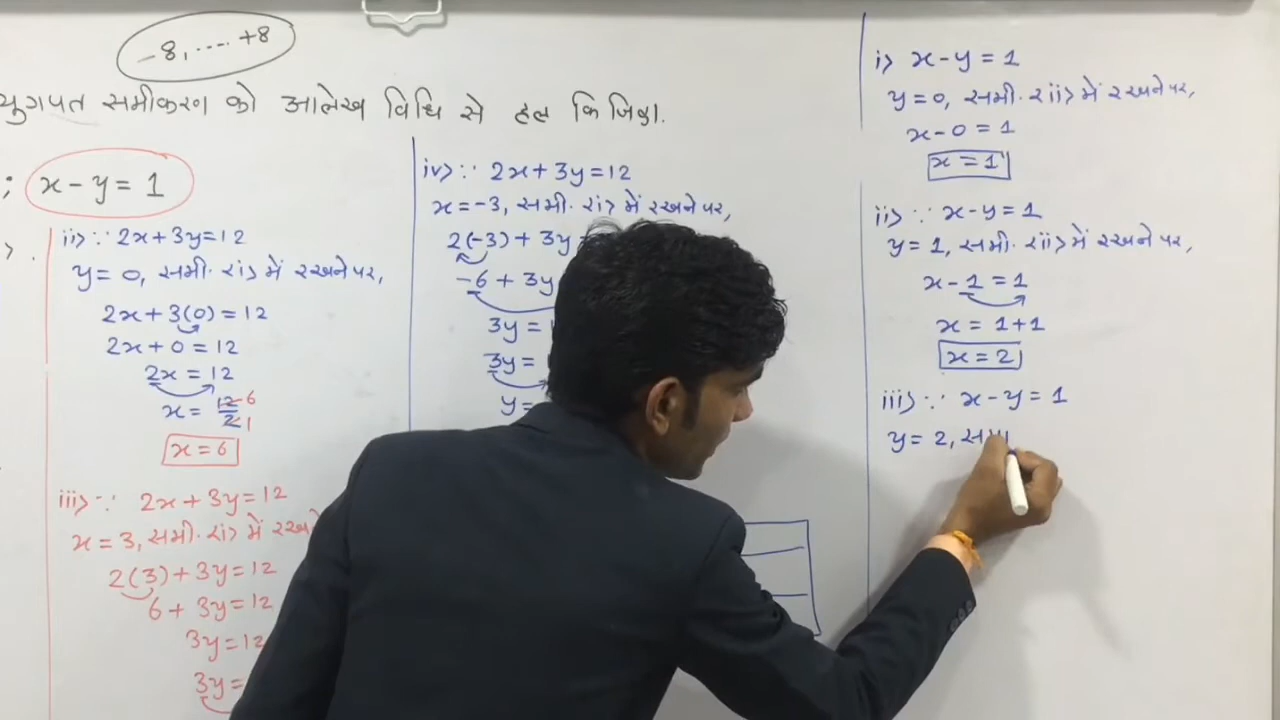 -8, ..... +8
युगपत समीकरण को आलेख विधि से हल किजिए.
; x - y = 1
ii) ∵ 2x + 3y = 12
y = 0, समी. (i) में रखने पर,
2x + 3(0) = 12
2x + 0 = 12
2x = 12
x = 12/2 6 1
x = 6
iii) ∵ 2x + 3y = 12
x = 3, समी. (i) में
2(3) + 3y = 12
6 + 3y = 12
3y = 12
3y =
iv) ∵ 2x + 3y = 12
x = -3, समी. (i) में रखने पर,
2(-3) + 3y
-6 + 3y
3y =
3y =
y =
i) x - y = 1
y = 0, समी. (ii) में रखने पर,
x - 0 = 1
x = 1
ii) ∵ x - y = 1
y = 1, समी. (ii) में रखने पर,
x - 1 = 1
x = 1 + 1
x = 2
iii) ∵ x - y = 1
y = 2,